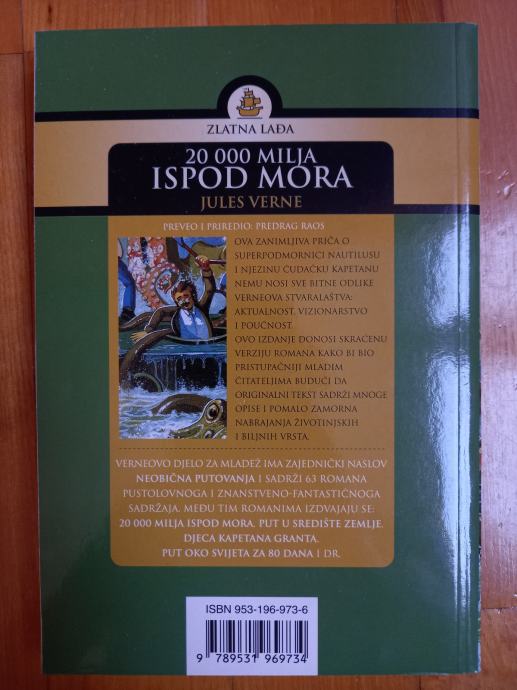 ZLATNA LAĐA
20 000 MILJA
ISPOD MORA
JULES VERNE
PREVEO I PRIREDIO: PREDRAG RAOS
OVA ZANIMLJIVA PRIČA O
SUPERPODMORNICI NAUTILUSU
I NJEZINU ČUDAČKU KAPETANU
NEMU NOSI SVE BITNE ODLIKE
VERNEOVA STVARALAŠTVA:
AKTUALNOST, VIZIONARSTVO
I POUČNOST.
OVO IZDANJE DONOSI SKRAĆENU
VERZIJU ROMANA KAKO BI BIO
PRISTUPAČNIJI MLADIM
ČITATELJIMA BUDUĆI DA
ORIGINALNI TEKST SADRŽI MNOGE
OPISE I POMALO ZAMORNA
NABRAJANJA ŽIVOTINJSKIH
I BILJNIH VRSTA.
VERNEOVO DJELO ZA MLADEŽ IMA ZAJEDNIČKI NASLOV
NEOBIČNA PUTOVANJA I SADRŽI 63 ROMANA
PUSTOLOVNOGA I ZNANSTVENO-FANTASTIČNOGA
SADRŽAJA. MEĐU TIM ROMANIMA IZDVAJAJU SE:
20 000 MILJA ISPOD MORA, PUT U SREDIŠTE ZEMLJE,
DJECA KAPETANA GRANTA,
PUT OKO SVIJETA ZA 80 DANA I DR.
ISBN 953-196-973-6
9 789531 969734